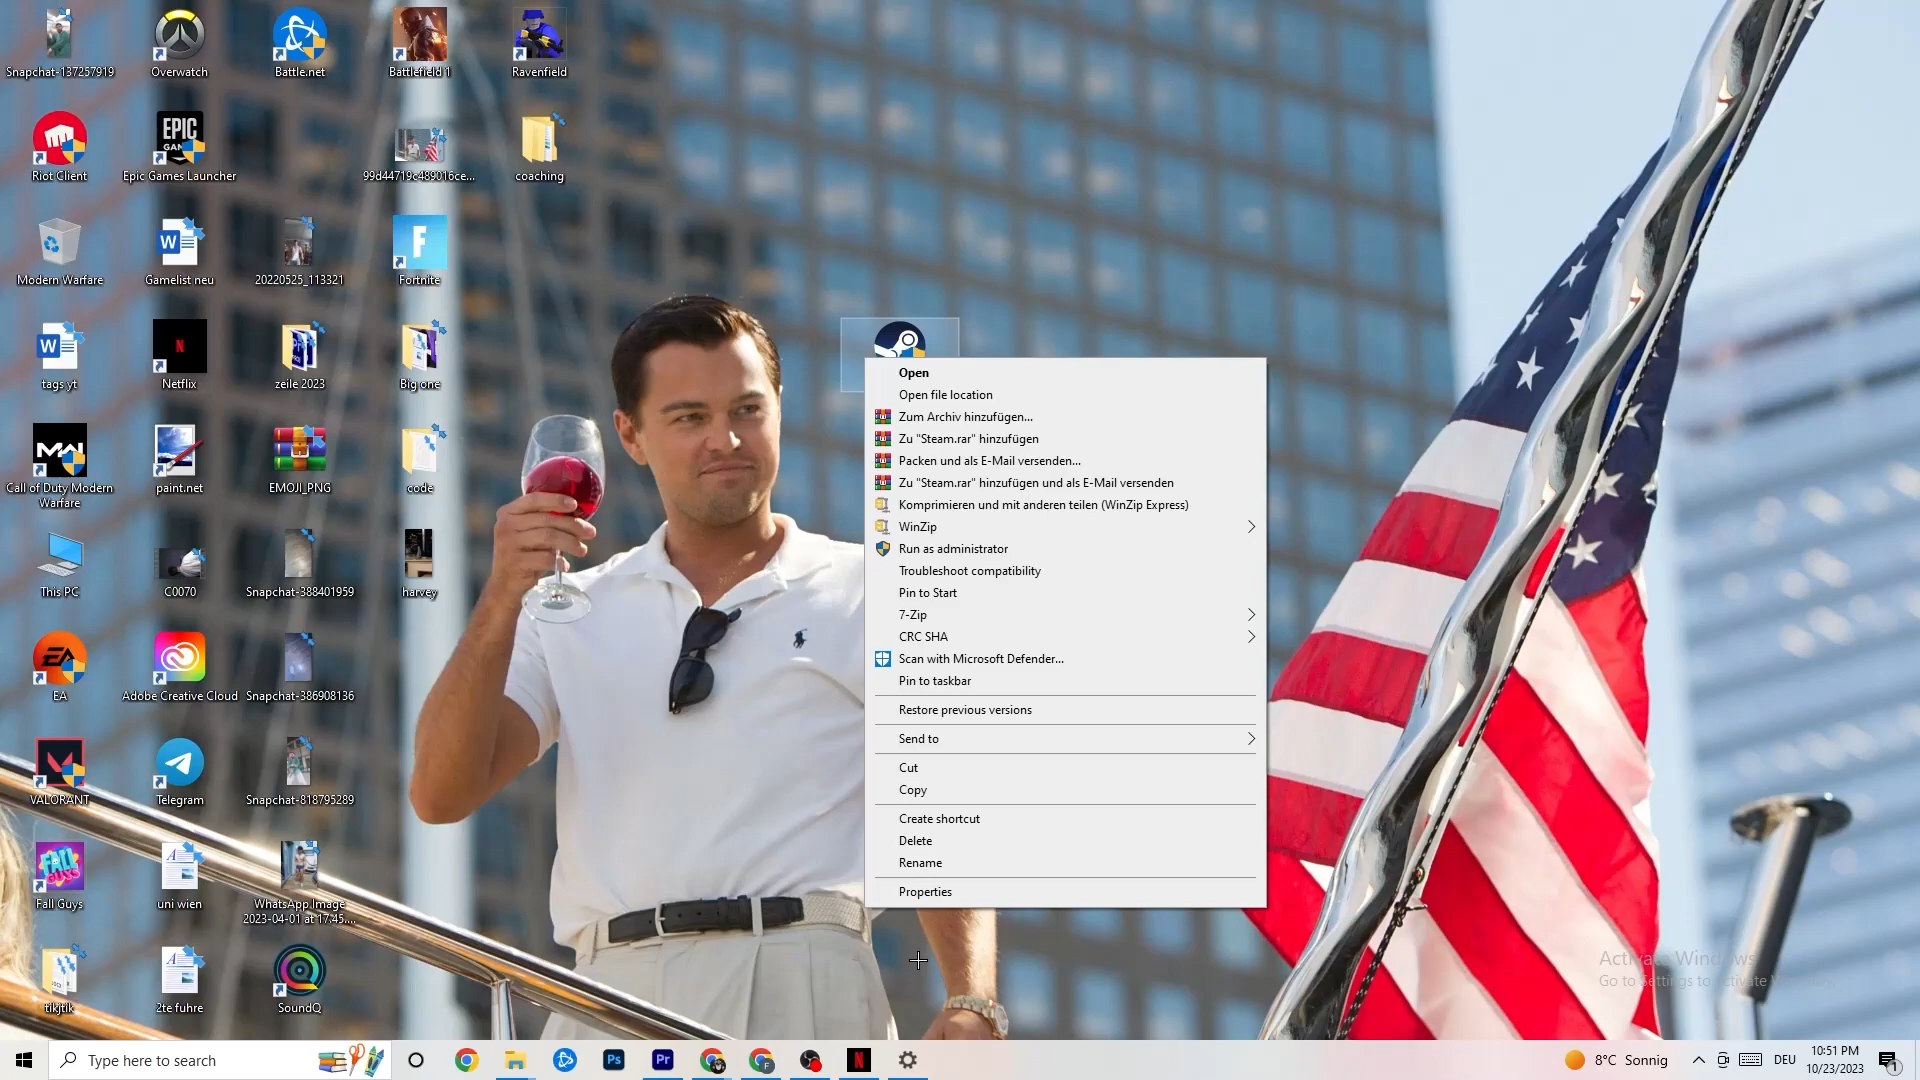 Snapchat-137257919
Overwatch
Battle.net
Battlefield 1
Ravenfield
EPIC
Riot Client
Epic Games Launcher
99d44719c489016ce...
coaching
Modern Warfare
Gamelist neu
20220525_113321
Fortnite
tags yt
Netflix
zeile 2023
Big one
Call of Duty Modern
Warfare
paint.net
EMOJI_PNG
code
This PC
C0070
Snapchat-388401959
harvey
EA
Adobe Creative Cloud
Snapchat-386908136
VALORANT
Telegram
Snapchat-818795289
FALL
GUYS
Fall Guys
uni wien
WhatsApp Image
2023-04-01 at 17.45....
tikjtik
2te fuhre
SoundQ
Open
Open file location
Zum Archiv hinzufügen...
Zu "Steam.rar" hinzufügen
Packen und als E-Mail versenden...
Zu "Steam.rar" hinzufügen und als E-Mail versenden
Komprimieren und mit anderen teilen (WinZip Express)
WinZip
Run as administrator
Troubleshoot compatibility
Pin to Start
7-Zip
CRC SHA
Scan with Microsoft Defender...
Pin to taskbar
Restore previous versions
Send to
Cut
Copy
Create shortcut
Delete
Rename
Properties
Activate Windows
Go to Settings to activate
Type here to search
Ps
Pr
8°C Sonnig
DEU
10:51 PM
10/23/2023
1